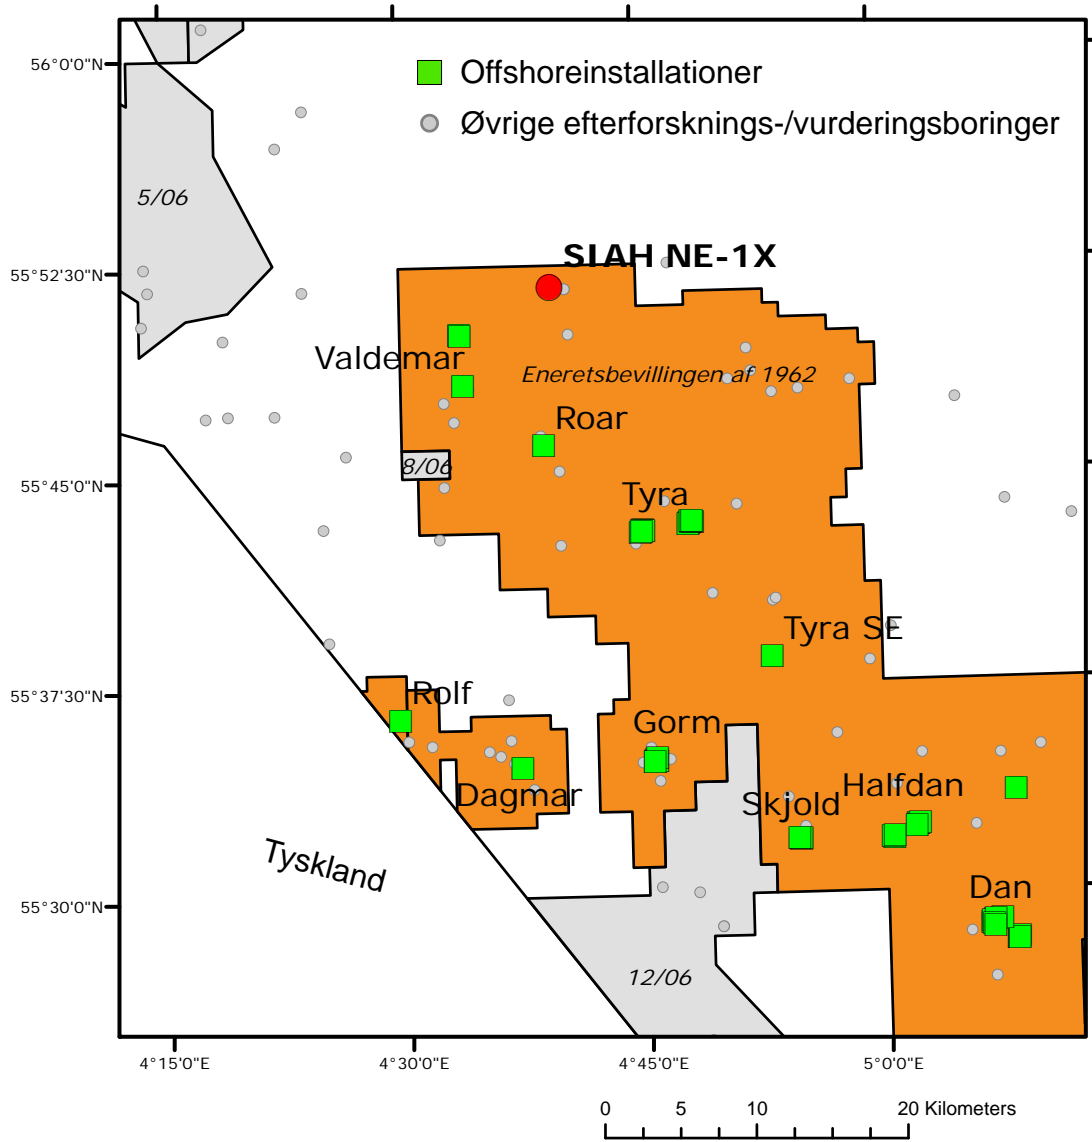 56°0'0"N
Offshoreinstallationer
Øvrige efterforsknings-/vurderingsboringer
5/06
SIAH NE-1X
55°52'30"N
Valdemar
Eneretsbevillingen af 1962
Roar
8/06
55°45'0"N
Tyra
Tyra SE
55°37'30"N
Rolf
Gorm
Halfdan
Dagmar
Skjold
Tyskland
Dan
55°30'0"N
12/06
4°15'0"E
4°30'0"E
4°45'0"E
5°0'0"E
0 5 10 20 Kilometers